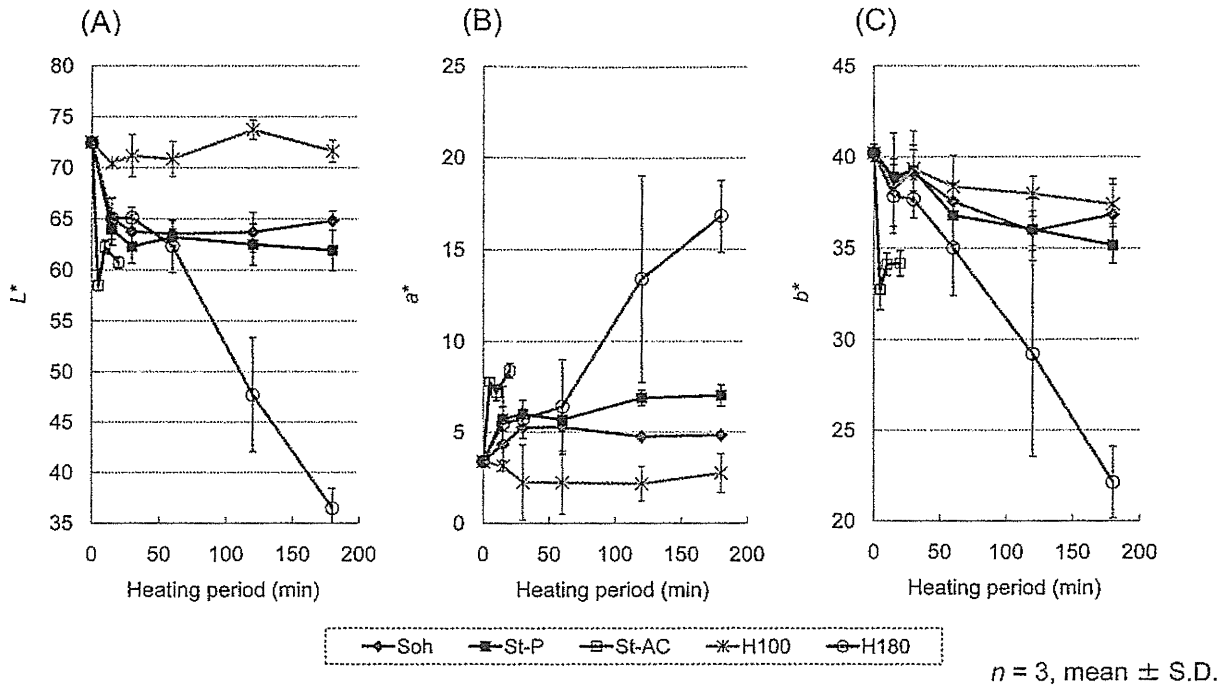 (A) (B) (C)
80
75
70
65
60
55
50
45
40
35
L*
0 50 100 150 200
Heating period (min)
25
20
15
10
5
0
a*
0 50 100 150 200
Heating period (min)
45
40
35
30
25
20
b*
0 50 100 150 200
Heating period (min)
Soh St-P St-AC H100 H180
n = 3, mean ± S.D.